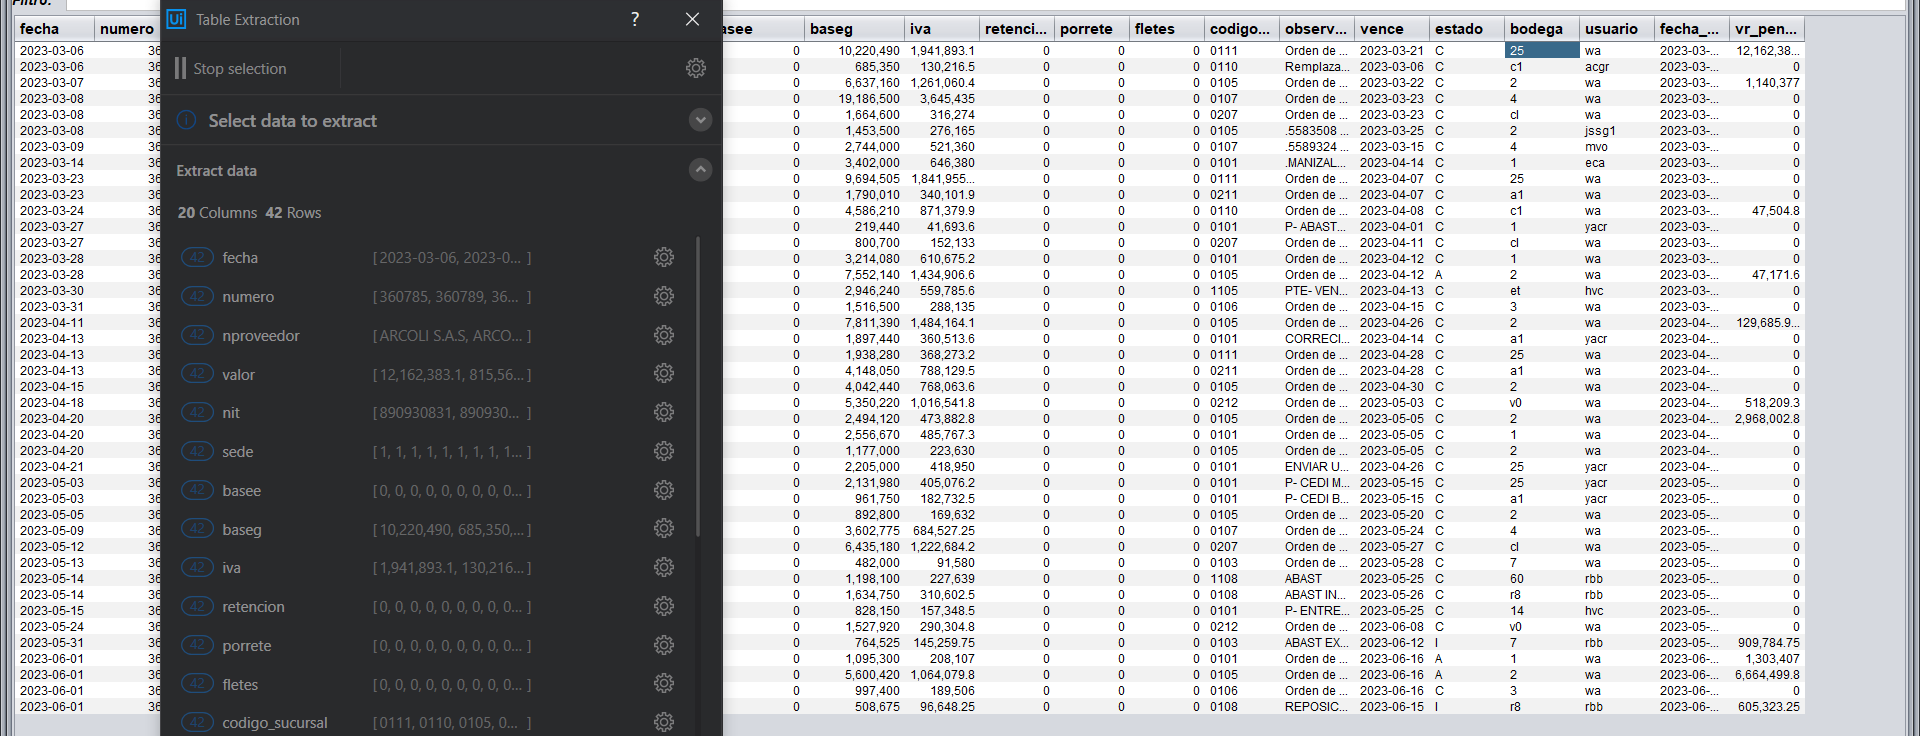 Filtro:
Ui Table Extraction ? 
Stop selection
Select data to extract
Extract data
20 Columns 42 Rows
42 fecha [2023-03-06, 2023-0... ]
42 numero [360785, 360789, 36... ]
42 nproveedor [ARCOLI S.A.S, ARCO... ]
42 valor [12,162,383.1, 815,56... ]
42 nit [890930831, 890930... ]
42 sede [1, 1, 1, 1, 1, 1, 1, 1, 1... ]
42 basee [0, 0, 0, 0, 0, 0, 0, 0... ]
42 baseg [10,220,490, 685,350,... ]
42 iva [1,941,893.1, 130,216... ]
42 retencion [0, 0, 0, 0, 0, 0, 0, 0... ]
42 porrete [0, 0, 0, 0, 0, 0, 0, 0... ]
42 fletes [0, 0, 0, 0, 0, 0, 0, 0... ]
42 codigo_sucursal [0111, 0110, 0105, 0... ]
fecha numero asee baseg iva retenci... porrete fletes codigo... observ... vence estado bodega usuario fecha_... vr_pen...
2023-03-06 36 0 10,220,490 1,941,893.1 0 0 0 0111 Orden de ... 2023-03-21 C 25 wa 2023-03-... 12,162,38...
2023-03-06 36 0 685,350 130,216.5 0 0 0 0110 Remplaza... 2023-03-06 C c1 acgr 2023-03-... 0
2023-03-07 36 0 6,637,160 1,261,060.4 0 0 0 0105 Orden de ... 2023-03-22 C 2 wa 2023-03-... 1,140,377
2023-03-08 36 0 19,186,500 3,645,435 0 0 0 0107 Orden de ... 2023-03-23 C 4 wa 2023-03-... 0
2023-03-08 36 0 1,664,600 316,274 0 0 0 0207 Orden de ... 2023-03-23 C cl wa 2023-03-... 0
2023-03-08 36 0 1,453,500 276,165 0 0 0 0105 .5583508 ... 2023-03-25 C 2 jssg1 2023-03-... 0
2023-03-09 36 0 2,744,000 521,360 0 0 0 0107 .5589324 ... 2023-03-15 C 4 mvo 2023-03-... 0
2023-03-14 36 0 3,402,000 646,380 0 0 0 0101 .MANIZAL... 2023-04-14 C 1 eca 2023-03-... 0
2023-03-23 36 0 9,694,505 1,841,955... 0 0 0 0111 Orden de ... 2023-04-07 C 25 wa 2023-03-... 0
2023-03-23 36 0 1,790,010 340,101.9 0 0 0 0211 Orden de ... 2023-04-07 C a1 wa 2023-03-... 0
2023-03-24 36 0 4,586,210 871,379.9 0 0 0 0110 Orden de ... 2023-04-08 C c1 wa 2023-03-... 47,504.8
2023-03-27 36 0 219,440 41,693.6 0 0 0 0101 P- ABAST... 2023-04-01 C 1 yacr 2023-03-... 0
2023-03-27 36 0 800,700 152,133 0 0 0 0207 Orden de ... 2023-04-11 C cl wa 2023-03-... 0
2023-03-28 36 0 3,214,080 610,675.2 0 0 0 0101 Orden de ... 2023-04-12 C 1 wa 2023-03-... 0
2023-03-28 36 0 7,552,140 1,434,906.6 0 0 0 0105 Orden de ... 2023-04-12 A 2 wa 2023-03-... 47,171.6
2023-03-30 36 0 2,946,240 559,785.6 0 0 0 1105 PTE- VEN... 2023-04-13 C et hvc 2023-03-... 0
2023-03-31 36 0 1,516,500 288,135 0 0 0 0106 Orden de ... 2023-04-15 C 3 wa 2023-03-... 0
2023-04-11 36 0 7,811,390 1,484,164.1 0 0 0 0105 Orden de ... 2023-04-26 C 2 wa 2023-04-... 129,685.9...
2023-04-13 36 0 1,897,440 360,513.6 0 0 0 0101 CORRECI... 2023-04-14 C a1 yacr 2023-04-... 0
2023-04-13 36 0 1,938,280 368,273.2 0 0 0 0111 Orden de ... 2023-04-28 C 25 wa 2023-04-... 0
2023-04-13 36 0 4,148,050 788,129.5 0 0 0 0211 Orden de ... 2023-04-28 C a1 wa 2023-04-... 0
2023-04-15 36 0 4,042,440 768,063.6 0 0 0 0105 Orden de ... 2023-04-30 C 2 wa 2023-04-... 0
2023-04-18 36 0 5,350,220 1,016,541.8 0 0 0 0212 Orden de ... 2023-05-03 C v0 wa 2023-04-... 518,209.3
2023-04-20 36 0 2,494,120 473,882.8 0 0 0 0105 Orden de ... 2023-05-05 C 2 wa 2023-04-... 2,968,002.8
2023-04-20 36 0 2,556,670 485,767.3 0 0 0 0101 Orden de ... 2023-05-05 C 1 wa 2023-04-... 0
2023-04-20 36 0 1,177,000 223,630 0 0 0 0105 Orden de ... 2023-05-05 C 2 wa 2023-04-... 0
2023-04-21 36 0 2,205,000 418,950 0 0 0 0101 ENVIAR U... 2023-04-26 C 25 yacr 2023-04-... 0
2023-05-03 36 0 2,131,980 405,076.2 0 0 0 0101 P- CEDI M... 2023-05-15 C 25 yacr 2023-05-... 0
2023-05-03 36 0 961,750 182,732.5 0 0 0 0101 P- CEDI B... 2023-05-15 C a1 yacr 2023-05-... 0
2023-05-05 36 0 892,800 169,632 0 0 0 0105 Orden de ... 2023-05-20 C 2 wa 2023-05-... 0
2023-05-09 36 0 3,602,775 684,527.25 0 0 0 0107 Orden de ... 2023-05-24 C 4 wa 2023-05-... 0
2023-05-12 36 0 6,435,180 1,222,684.2 0 0 0 0207 Orden de ... 2023-05-27 C cl wa 2023-05-... 0
2023-05-13 36 0 482,000 91,580 0 0 0 0103 Orden de ... 2023-05-28 C 7 wa 2023-05-... 0
2023-05-14 36 0 1,198,100 227,639 0 0 0 1108 ABAST 2023-05-25 C 60 rbb 2023-05-... 0
2023-05-14 36 0 1,634,750 310,602.5 0 0 0 0108 ABAST IN... 2023-05-26 C r8 rbb 2023-05-... 0
2023-05-15 36 0 828,150 157,348.5 0 0 0 0101 P- ENTRE... 2023-05-25 C 14 hvc 2023-05-... 0
2023-05-24 36 0 1,527,920 290,304.8 0 0 0 0212 Orden de ... 2023-06-08 C v0 wa 2023-05-... 0
2023-05-31 36 0 764,525 145,259.75 0 0 0 0103 ABAST EX... 2023-06-12 I 7 rbb 2023-05-... 909,784.75
2023-06-01 36 0 1,095,300 208,107 0 0 0 0101 Orden de ... 2023-06-16 A 1 wa 2023-06-... 1,303,407
2023-06-01 36 0 5,600,420 1,064,079.8 0 0 0 0105 Orden de ... 2023-06-16 A 2 wa 2023-06-... 6,664,499.8
2023-06-01 36 0 997,400 189,506 0 0 0 0106 Orden de ... 2023-06-16 C 3 wa 2023-06-... 0
2023-06-01 36 0 508,675 96,648.25 0 0 0 0108 REPOSIC... 2023-06-15 I r8 rbb 2023-06-... 605,323.25